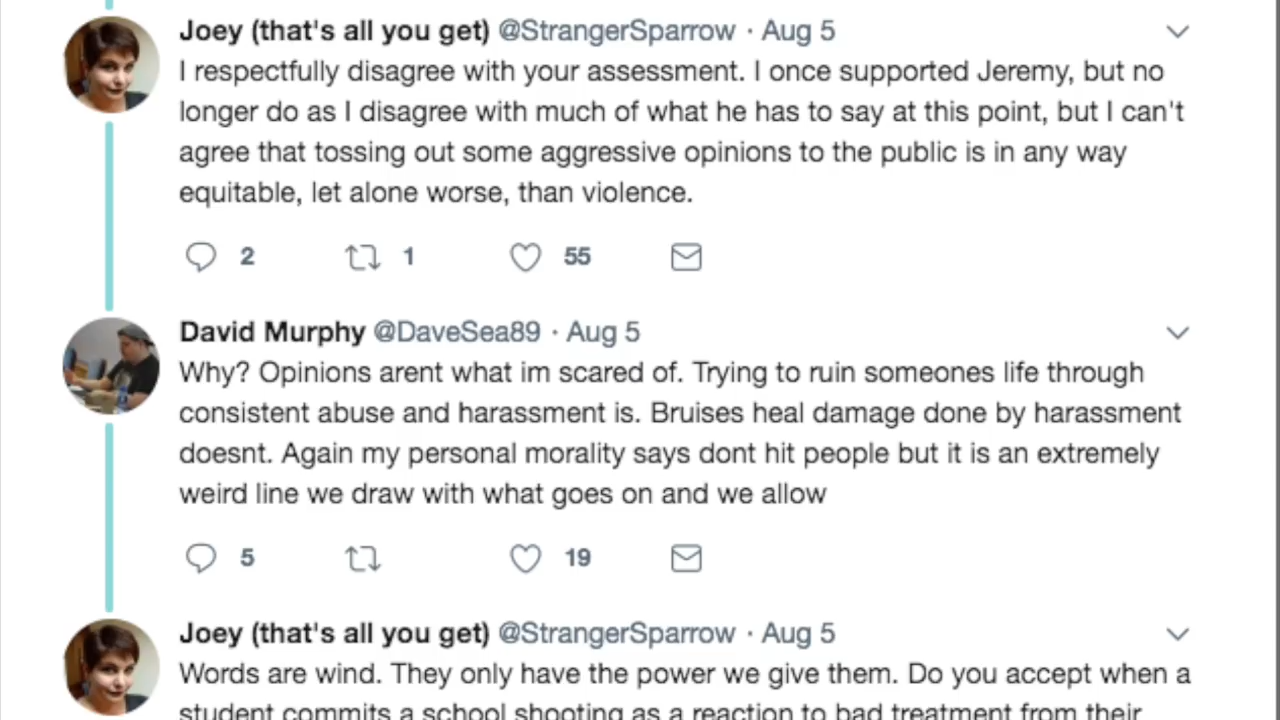 Joey (that's all you get) @StrangerSparrow · Aug 5
I respectfully disagree with your assessment. I once supported Jeremy, but no
longer do as I disagree with much of what he has to say at this point, but I can't
agree that tossing out some aggressive opinions to the public is in any way
equitable, let alone worse, than violence.
2 1 55
David Murphy @DaveSea89 · Aug 5
Why? Opinions arent what im scared of. Trying to ruin someones life through
consistent abuse and harassment is. Bruises heal damage done by harassment
doesnt. Again my personal morality says dont hit people but it is an extremely
weird line we draw with what goes on and we allow
5 19
Joey (that's all you get) @StrangerSparrow · Aug 5
Words are wind. They only have the power we give them. Do you accept when a
student commits a school shooting as a reaction to bad treatment from their